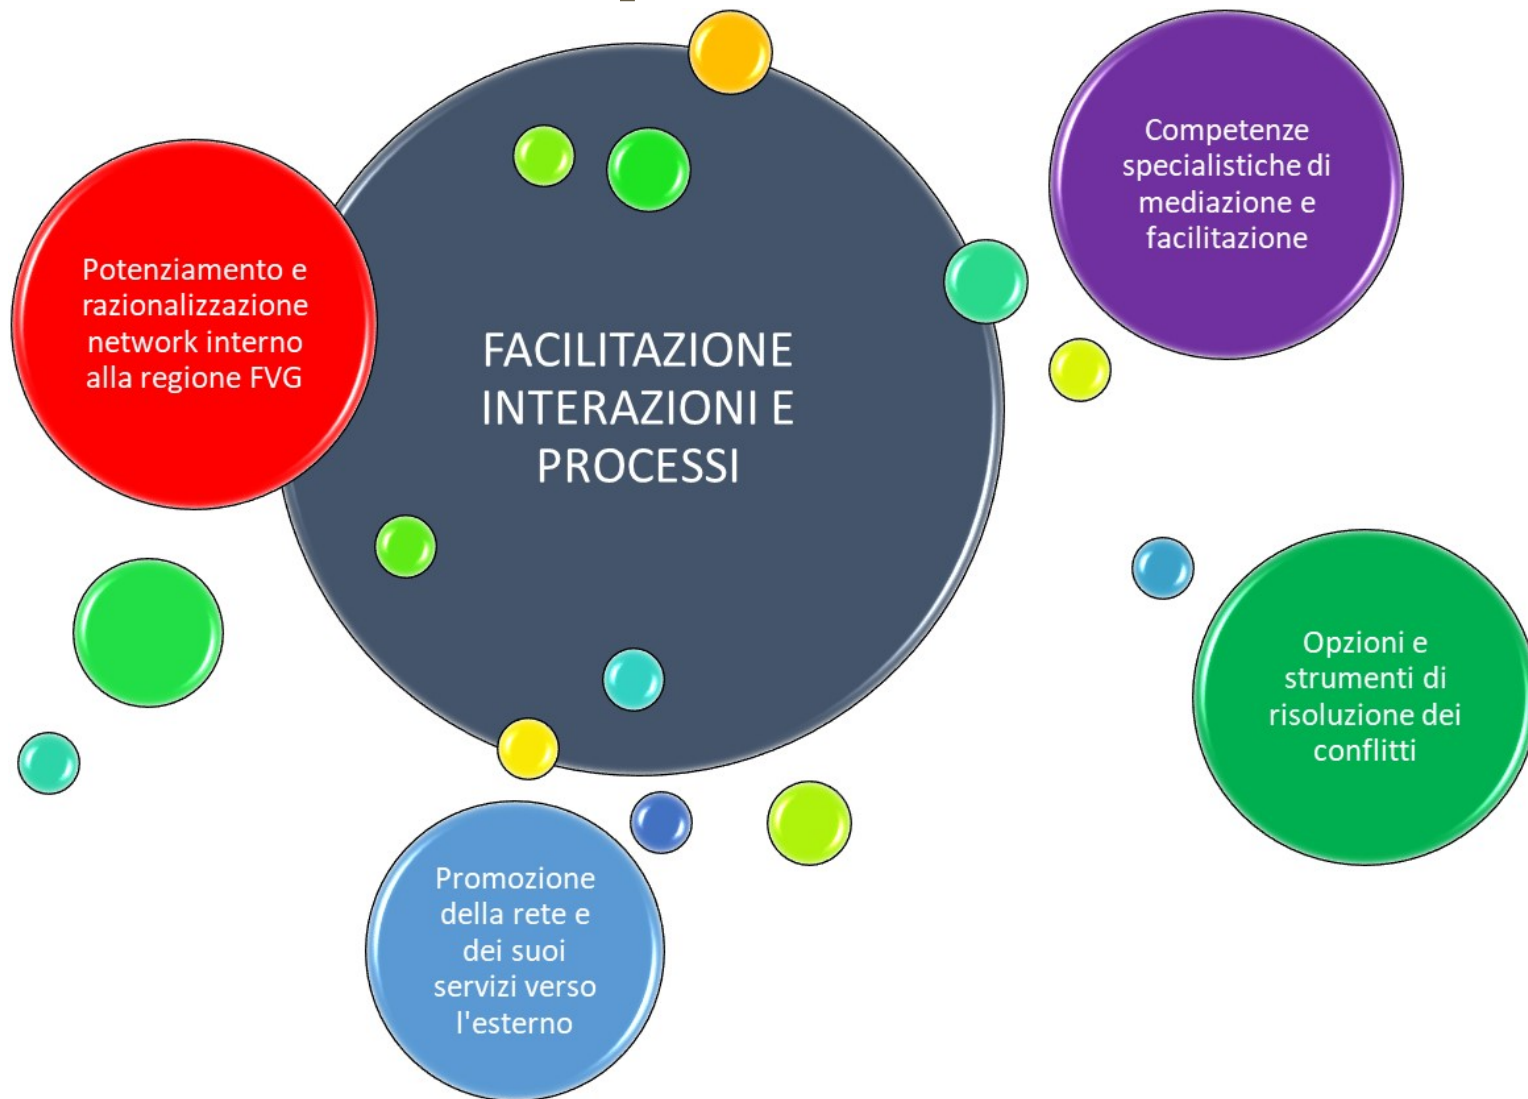 Competenze
specialistiche di
mediazione e
facilitazione
Potenziamento e
razionalizzazione
network interno
alla regione FVG
FACILITAZIONE
INTERAZIONI E
PROCESSI
Opzioni e
strumenti di
risoluzione dei
conflitti
Promozione
della rete e
dei suoi
servizi verso
l'esterno